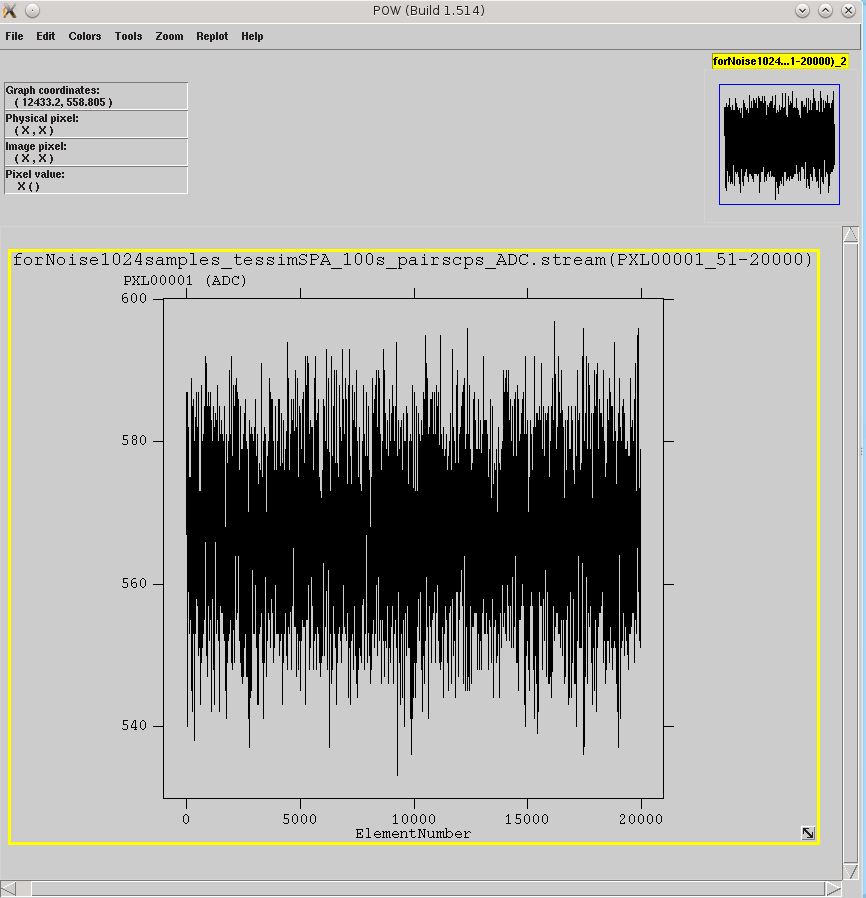 POW (Build 1.514)
File Edit Colors Tools Zoom Replot Help
forNoise1024...1-20000)_2
Graph coordinates:
( 12433.2, 558.805 )
Physical pixel:
( X , X )
Image pixel:
( X , X )
Pixel value:
X ( )
forNoise1024samples_tessimSPA_100s_pairscps_ADC.stream(PXL00001_51-20000)
PXL00001 (ADC)
600
580
560
540
0 5000 10000 15000 20000
ElementNumber